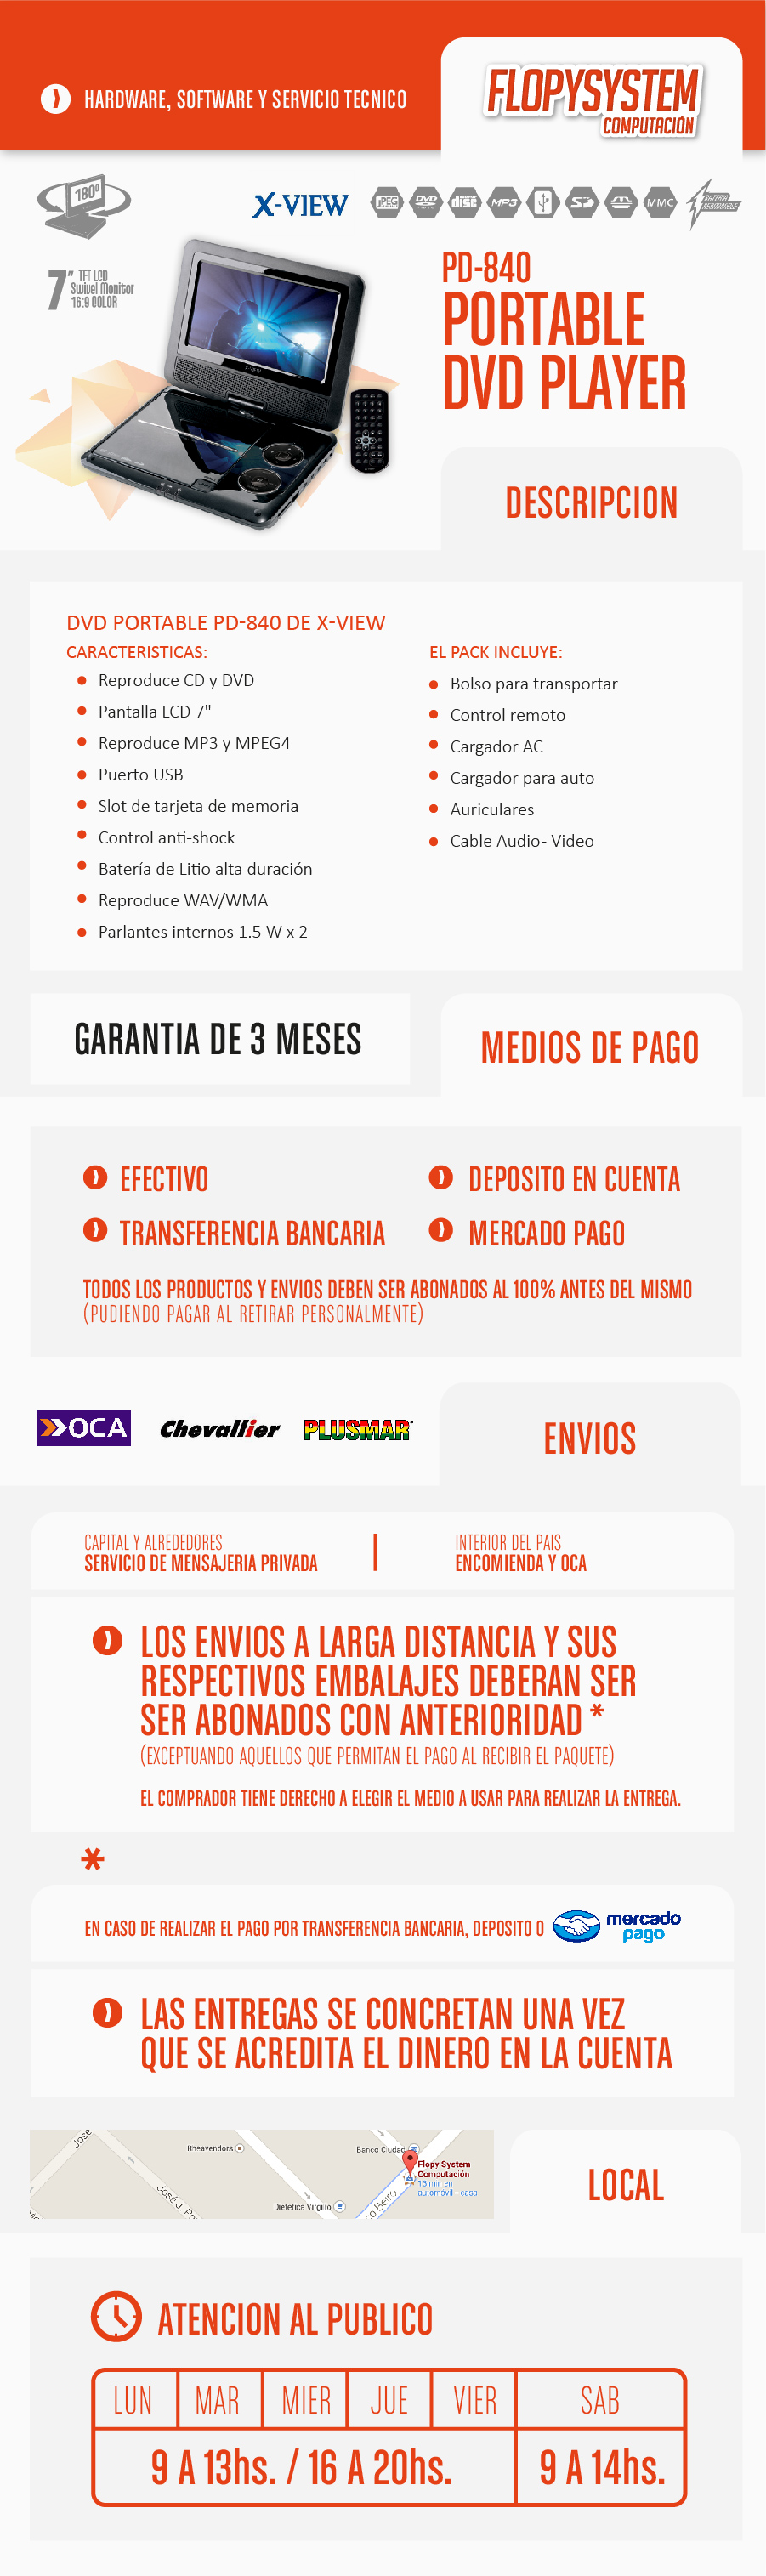 HARDWARE, SOFTWARE Y SERVICIO TECNICO
FLOPYSYSTEM
COMPUTACIÓN
180º
X-VIEW
JPEG
DVD
disc
MP3
MMC
7" TFT LCD
Swivel Monitor
16:9 COLOR
PD-840
PORTABLE
DVD PLAYER
DESCRIPCION
DVD PORTABLE PD-840 DE X-VIEW
CARACTERISTICAS:
Reproduce CD y DVD
Pantalla LCD 7"
Reproduce MP3 y MPEG4
Puerto USB
Slot de tarjeta de memoria
Control anti-shock
Batería de Litio alta duración
Reproduce WAV/WMA
Parlantes internos 1.5 W x 2
EL PACK INCLUYE:
Bolso para transportar
Control remoto
Cargador AC
Cargador para auto
Auriculares
Cable Audio- Video
GARANTIA DE 3 MESES
MEDIOS DE PAGO
EFECTIVO
DEPOSITO EN CUENTA
TRANSFERENCIA BANCARIA
MERCADO PAGO
TODOS LOS PRODUCTOS Y ENVIOS DEBEN SER ABONADOS AL 100% ANTES DEL MISMO
(PUDIENDO PAGAR AL RETIRAR PERSONALMENTE)
OCA
Chevallier
PLUSMAR
ENVIOS
CAPITAL Y ALREDEDORES
SERVICIO DE MENSAJERIA PRIVADA
INTERIOR DEL PAIS
ENCOMIENDA Y OCA
LOS ENVIOS A LARGA DISTANCIA Y SUS
RESPECTIVOS EMBALAJES DEBERAN SER
SER ABONADOS CON ANTERIORIDAD *
(EXCEPTUANDO AQUELLOS QUE PERMITAN EL PAGO AL RECIBIR EL PAQUETE)
EL COMPRADOR TIENE DERECHO A ELEGIR EL MEDIO A USAR PARA REALIZAR LA ENTREGA.
*
EN CASO DE REALIZAR EL PAGO POR TRANSFERENCIA BANCARIA, DEPOSITO O
mercado
pago
LAS ENTREGAS SE CONCRETAN UNA VEZ
QUE SE ACREDITA EL DINERO EN LA CUENTA
Banco Ciudad
Flopy System
Computación
13 min en
automóvil - casa
Dietetica Virgilio
LOCAL
ATENCION AL PUBLICO
LUN MAR MIER JUE VIER SAB
9 A 13hs. / 16 A 20hs. 9 A 14hs.